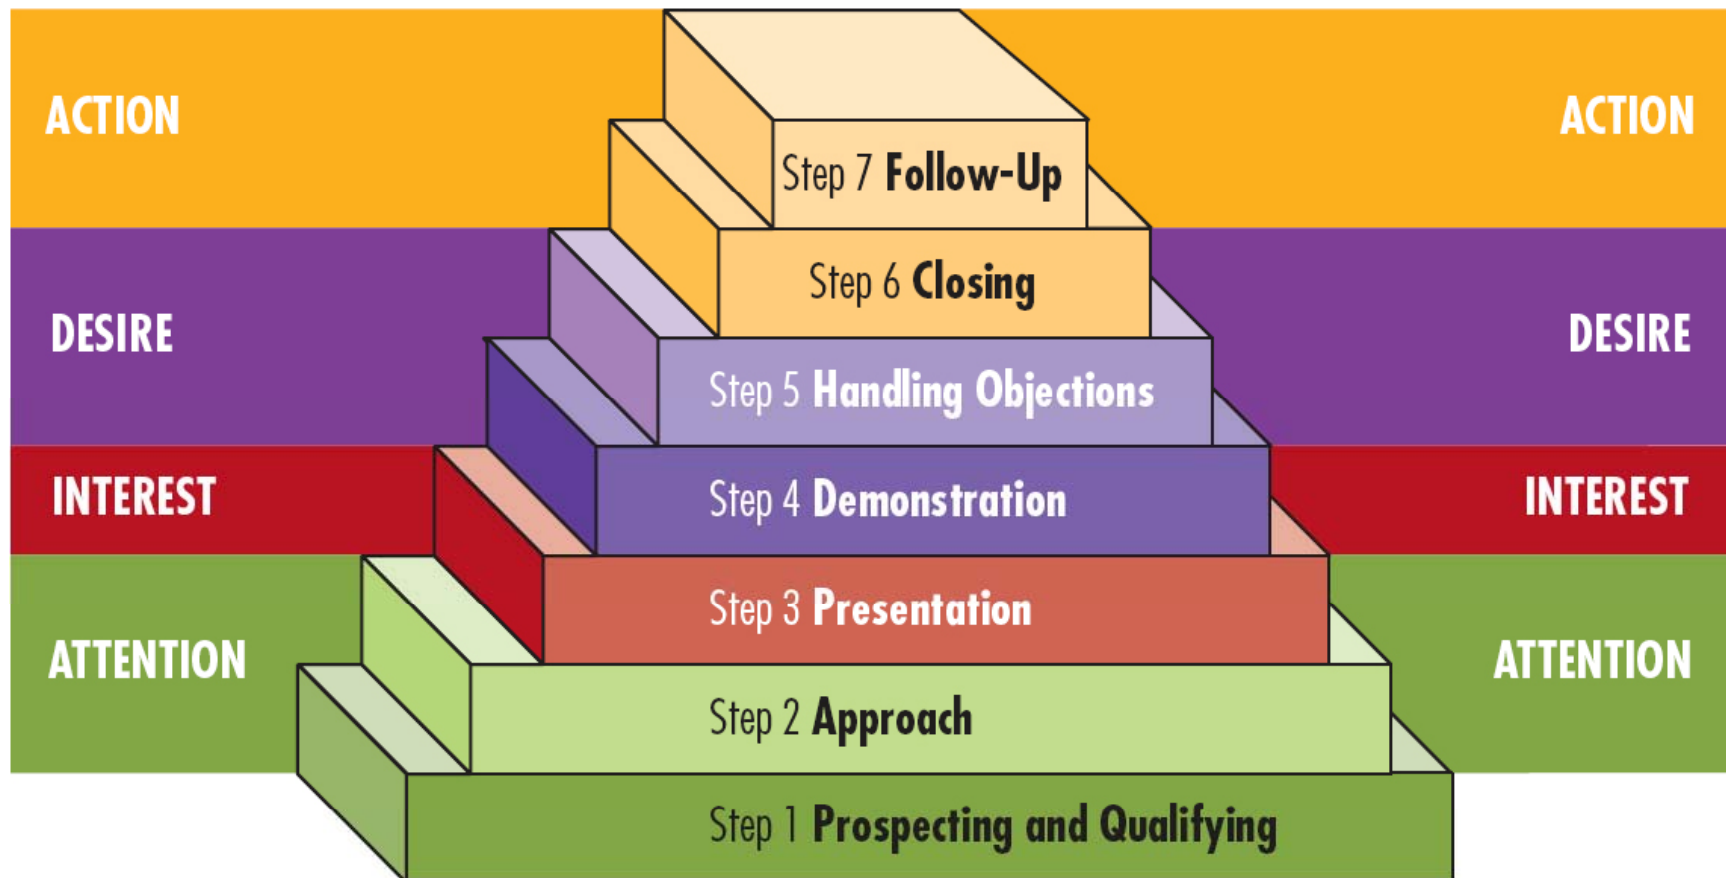 ACTION
ACTION
Step 7 Follow-Up
Step 6 Closing
DESIRE
DESIRE
Step 5 Handling Objections
INTEREST
INTEREST
Step 4 Demonstration
Step 3 Presentation
ATTENTION
ATTENTION
Step 2 Approach
Step 1 Prospecting and Qualifying